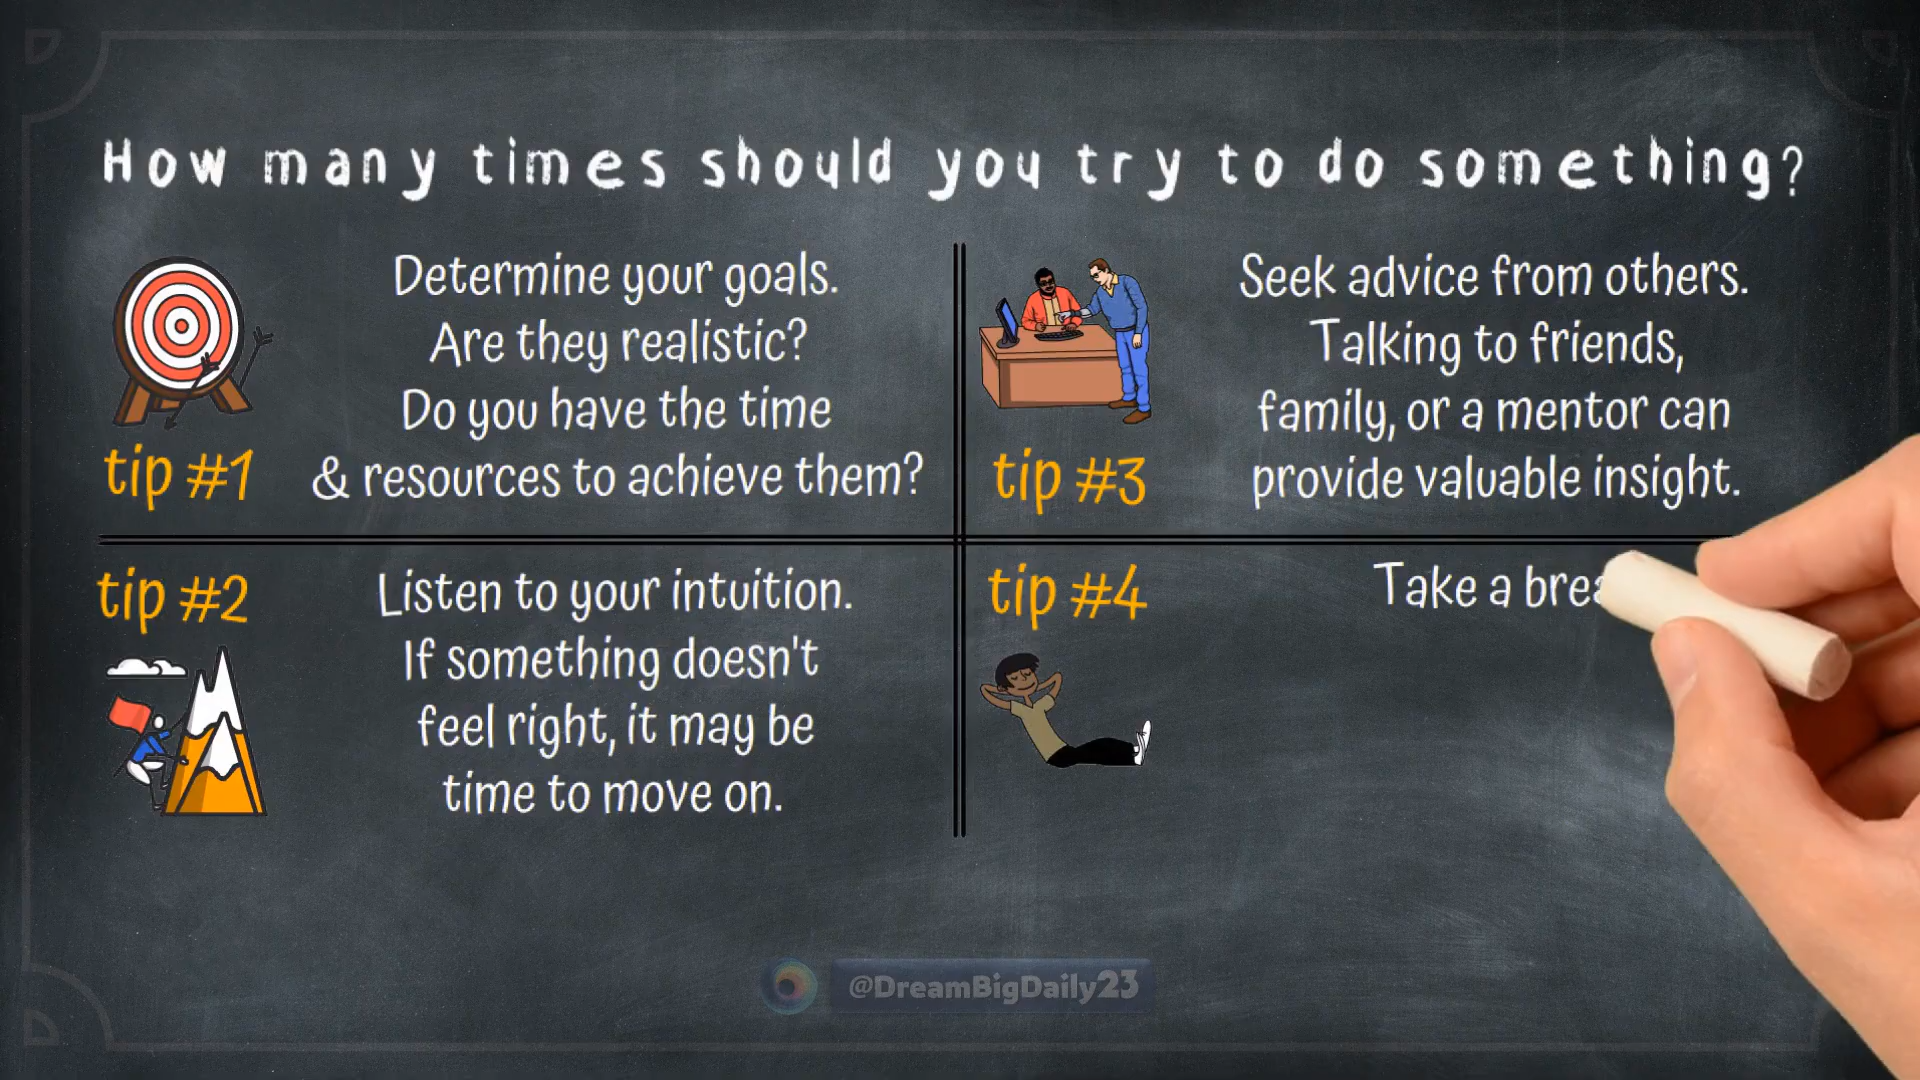 How many times should you try to do something?
Determine your goals.
Are they realistic?
Do you have the time
& resources to achieve them?
tip #1
Seek advice from others.
Talking to friends,
family, or a mentor can
provide valuable insight.
tip #3
tip #2
Listen to your intuition.
If something doesn't
feel right, it may be
time to move on.
tip #4
Take a
@DreamBigDaily23